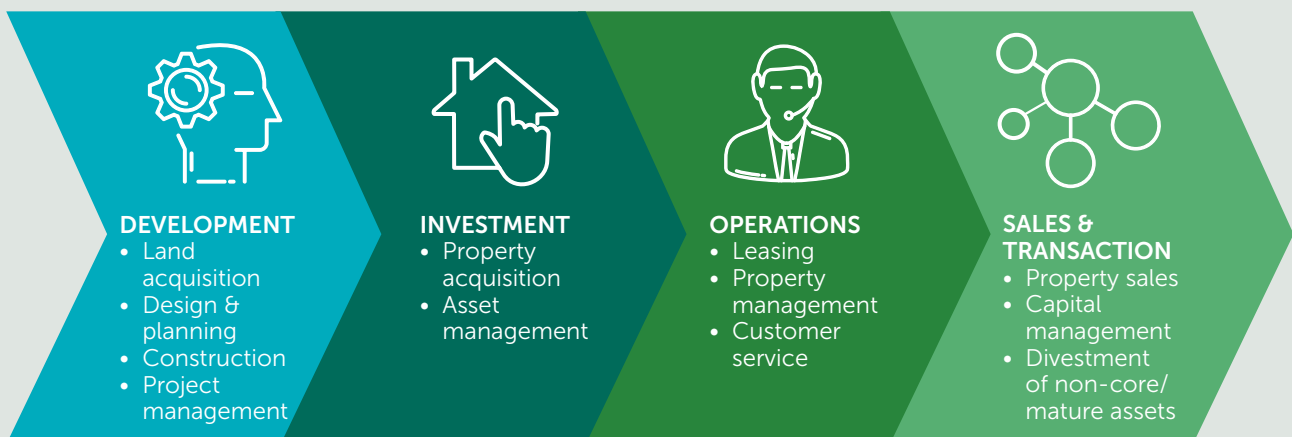 DEVELOPMENT
• Land
acquisition
• Design &
planning
• Construction
• Project
management
INVESTMENT
• Property
acquisition
• Asset
management
OPERATIONS
• Leasing
• Property
management
• Customer
service
SALES &
TRANSACTION
• Property sales
• Capital
management
• Divestment
of non-core/
mature assets